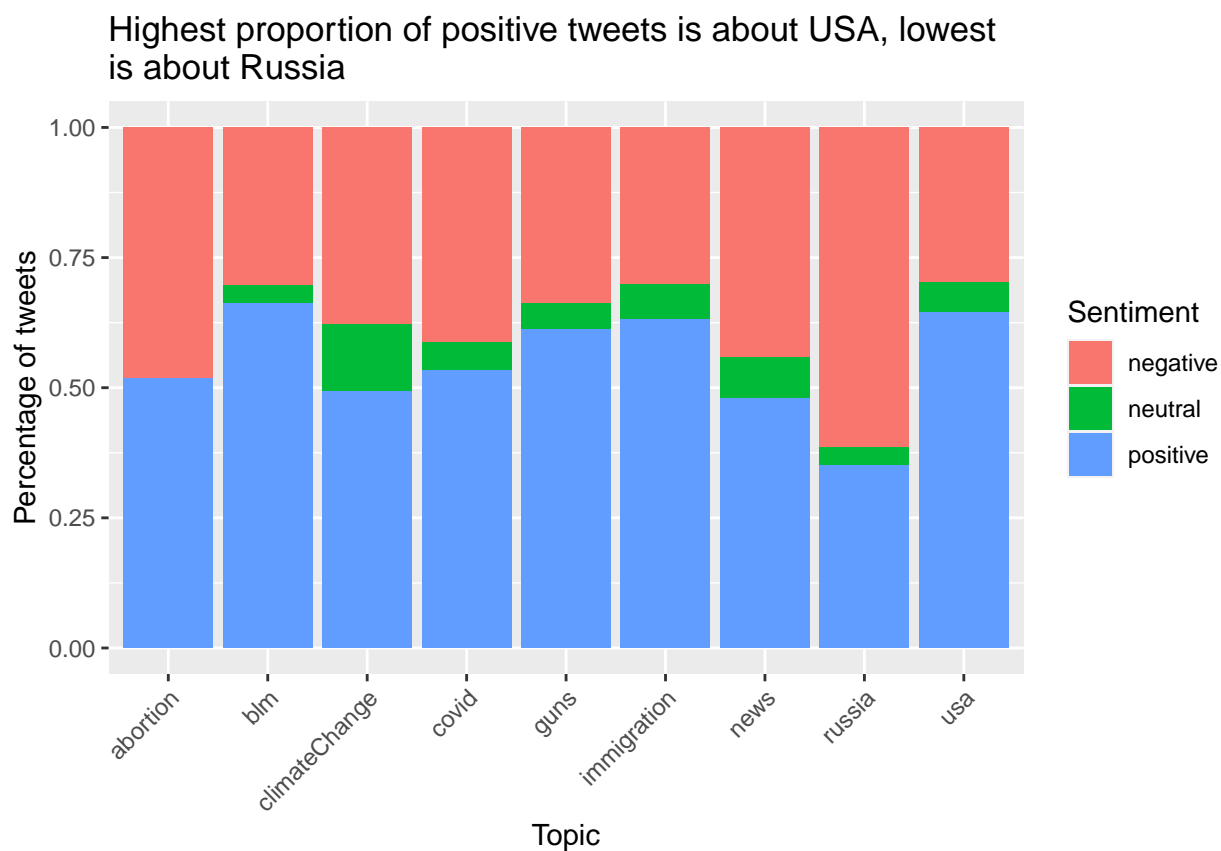 Highest proportion of positive tweets is about USA, lowest
is about Russia
Percentage of tweets
1.00
0.75
0.50
0.25
0.00
abortion
blm
climateChange
covid
guns
immigration
news
russia
usa
Topic
Sentiment
negative
neutral
positive